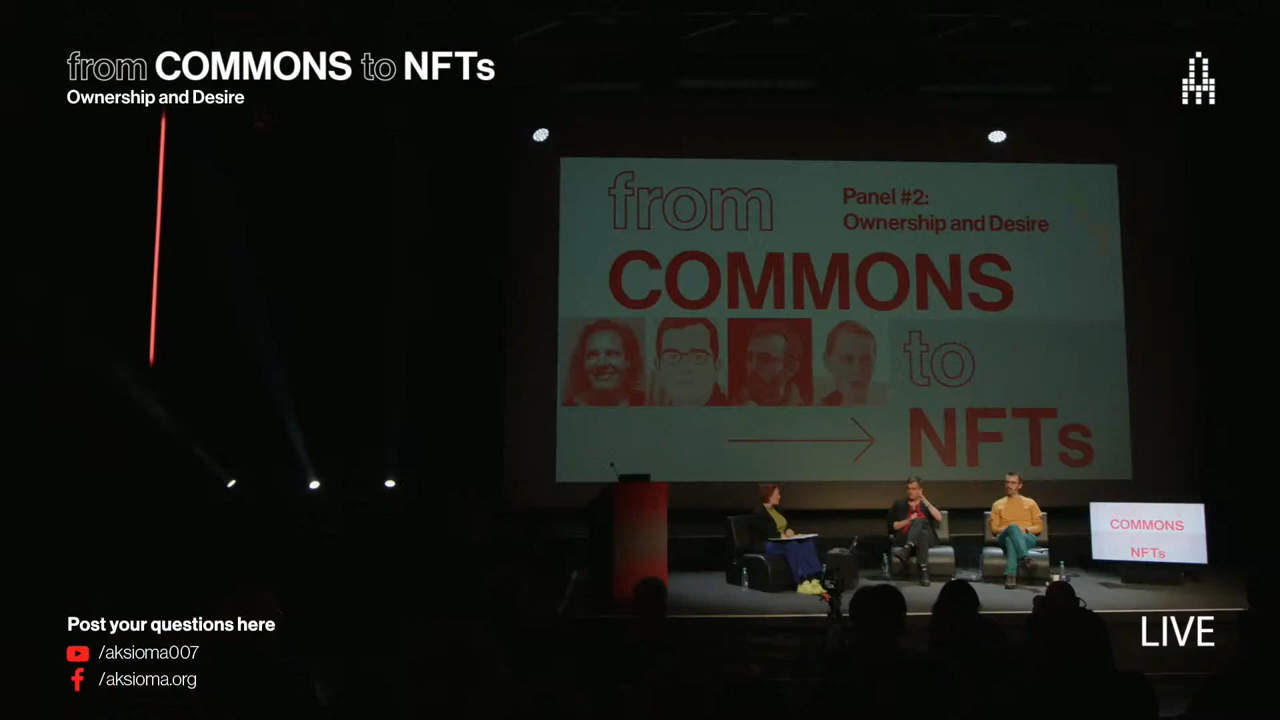 from COMMONS to NFTs
Ownership and Desire
from
Panel #2:
Ownership and Desire
COMMONS
to
NFTs
COMMONS
NFTs
Post your questions here
/aksioma007
/aksioma.org
LIVE